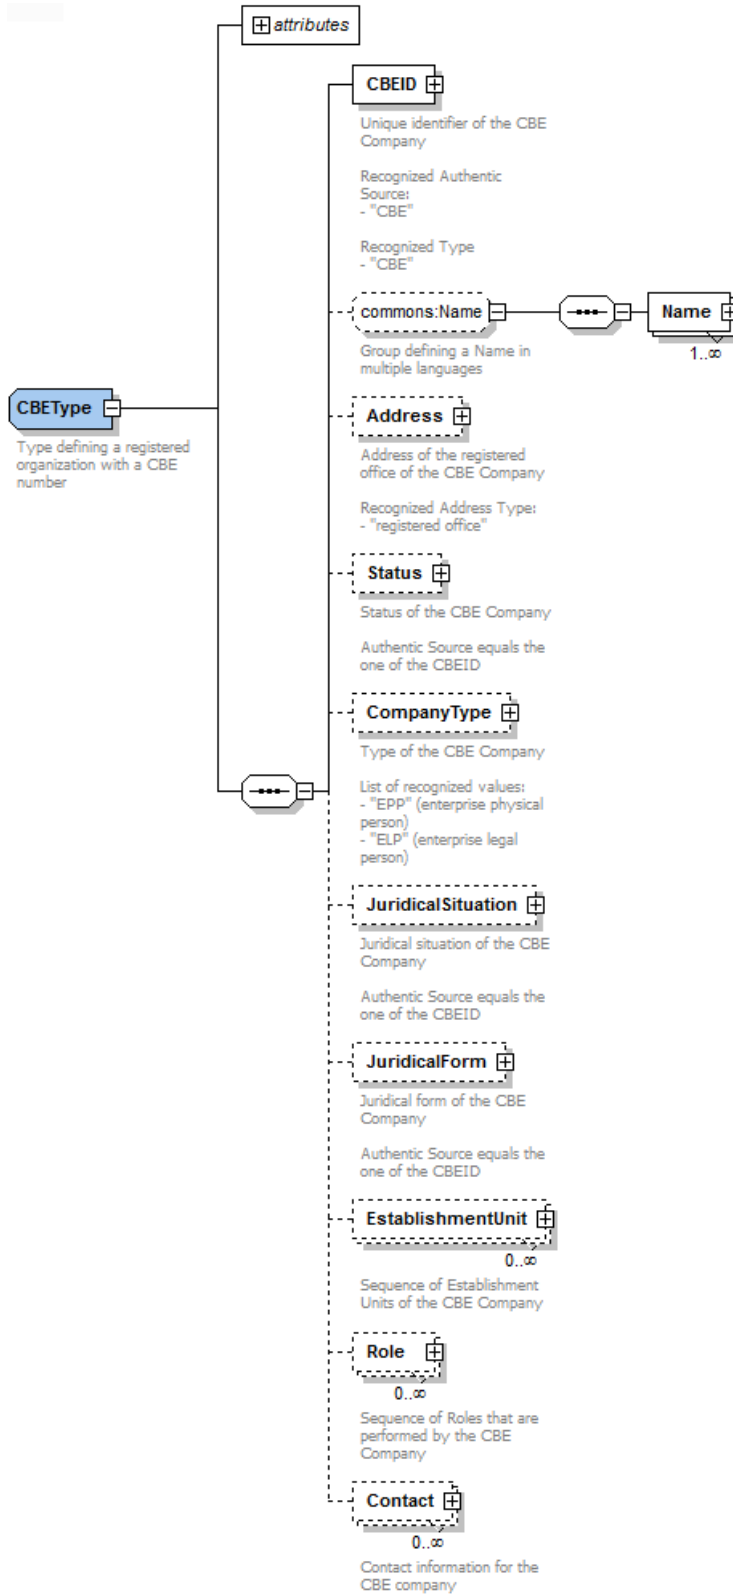 attributes
CBEID
Unique identifier of the CBE
Company
Recognized Authentic
Source:
- "CBE"
Recognized Type
- "CBE"
commons:Name
Name
1..∞
Group defining a Name in
multiple languages
CBEType
Type defining a registered
organization with a CBE
number
Address
Address of the registered
office of the CBE Company
Recognized Address Type:
- "registered office"
Status
Status of the CBE Company
Authentic Source equals the
one of the CBEID
CompanyType
Type of the CBE Company
List of recognized values:
- "EPP" (enterprise physical
person)
- "ELP" (enterprise legal
person)
JuridicalSituation
Juridical situation of the CBE
Company
Authentic Source equals the
one of the CBEID
JuridicalForm
Juridical form of the CBE
Company
Authentic Source equals the
one of the CBEID
EstablishmentUnit
0..∞
Sequence of Establishment
Units of the CBE Company
Role
0..∞
Sequence of Roles that are
performed by the CBE
Company
Contact
0..∞
Contact information for the
CBE company